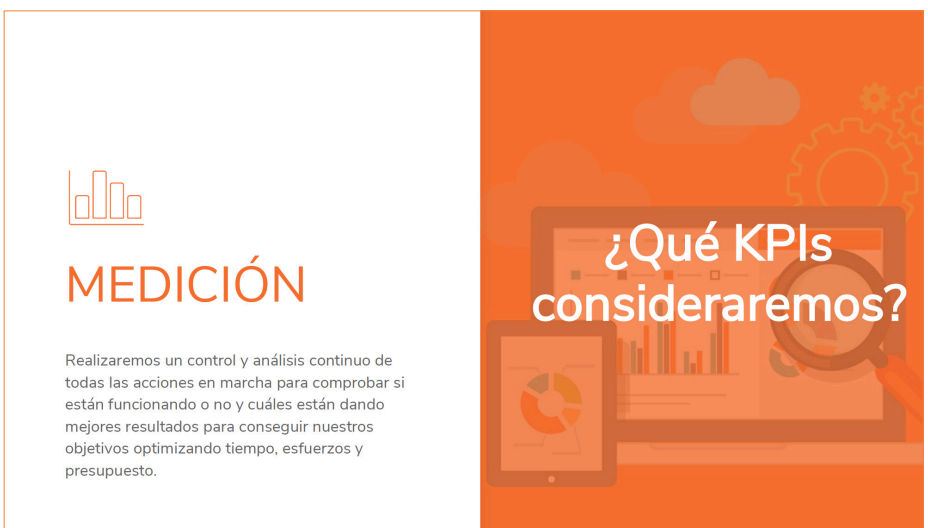 MEDICIÓN
Realizaremos un control y análisis continuo de
todas las acciones en marcha para comprobar si
están funcionando o no y cuáles están dando
mejores resultados para conseguir nuestros
objetivos optimizando tiempo, esfuerzos y
presupuesto.
¿Qué KPIs
consideraremos?